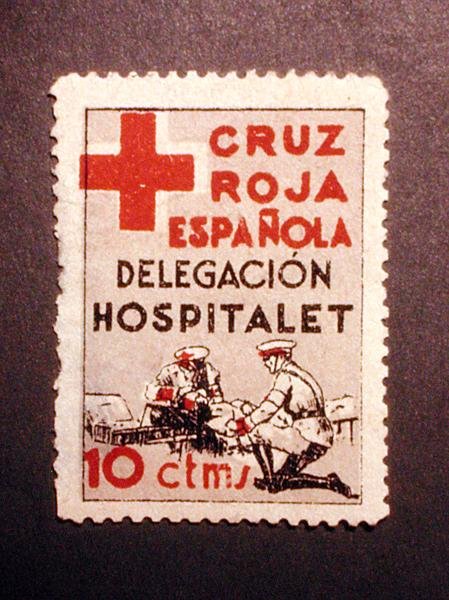 CRUZ
ROJA
ESPAÑOLA
DELEGACIÓN
HOSPITALET
10 ctms